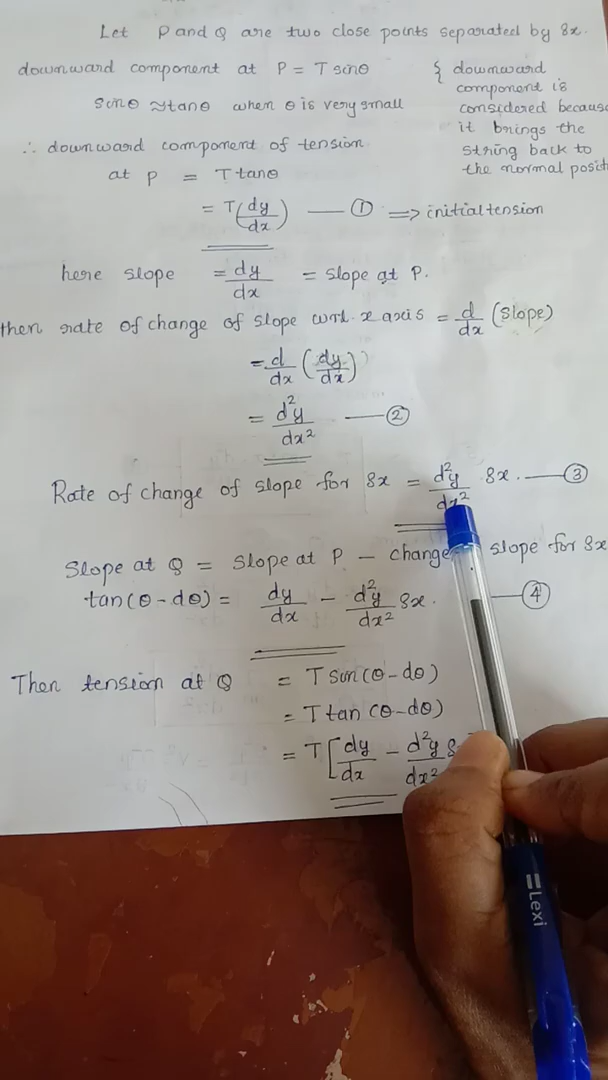 Let P and Q are two close points separated by δx.
downward component at P = T sinθ { downward component is considered because it brings the string back to the normal
sinθ ≈ tanθ when θ is very small
∴ downward component of tension
at P = T tanθ
= T(dy/dx) —— ① ⇒ initial tension
here slope = dy/dx = slope at P.
then rate of change of slope w.r.t. x axis = d/dx (slope)
= d/dx (dy/dx)
= d²y/dx² —— ②
Rate of change of slope for δx = d²y/dx² δx. —— ③
Slope at Q = slope at P – change slope for δx
tan(θ-dθ) = dy/dx – d²y/dx² δx. —— ④
Then tension at Q = T sin(θ-dθ)
= T tan(θ-dθ)
= T[dy/dx – d²y/dx²
Lexi